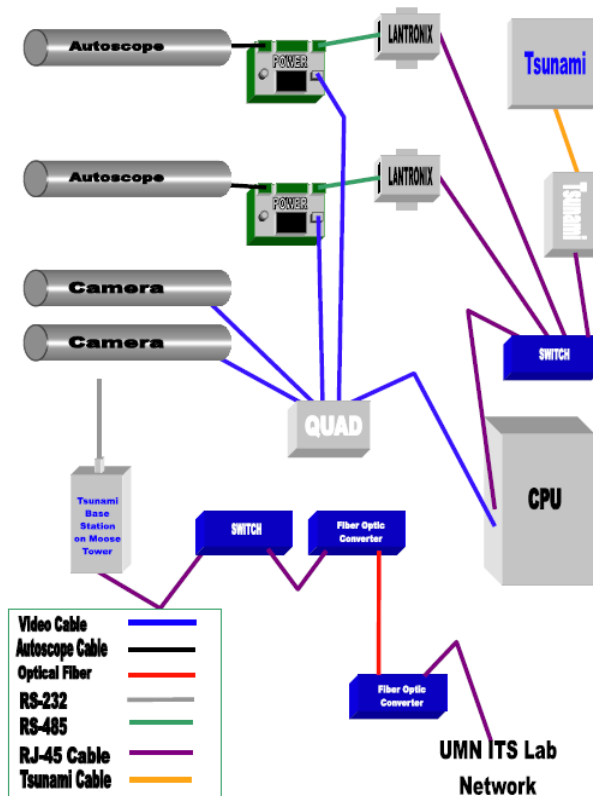 Autoscope
POWER
LANTRONIX
Tsunami
Autoscope
POWER
LANTRONIX
Tsunami
Camera
Camera
SWITCH
QUAD
CPU
Tsunami
Base
Station
on Moose
Tower
SWITCH
Fiber Optic
Converter
Fiber Optic
Converter
UMN ITS Lab
Network
Video Cable
Autoscope Cable
Optical Fiber
RS-232
RS-485
RJ-45 Cable
Tsunami Cable